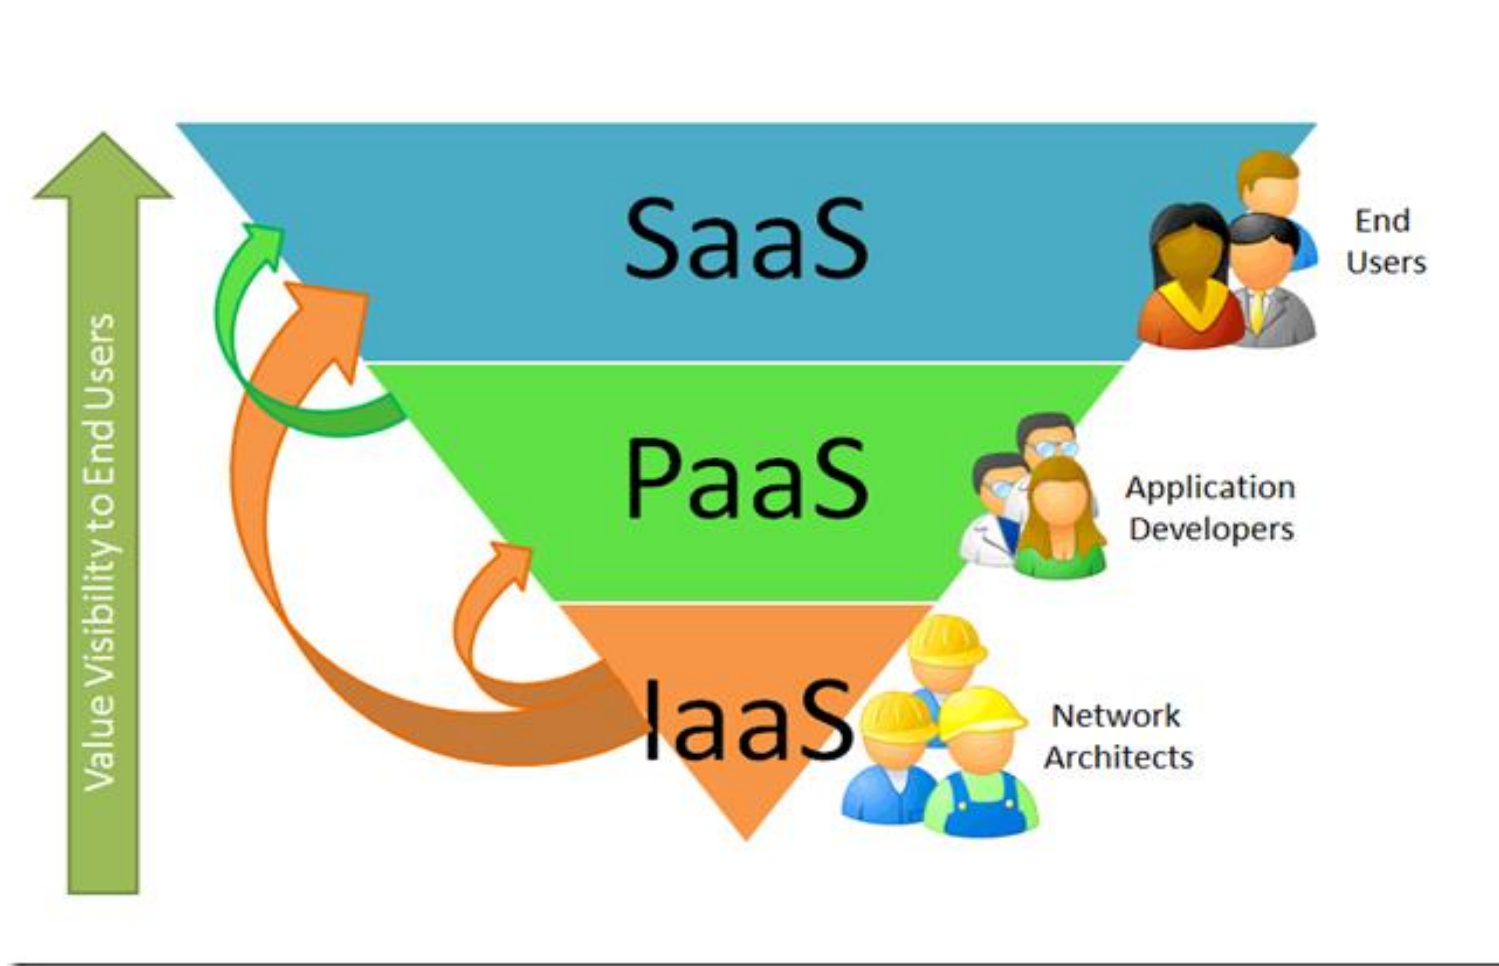 Value Visibility to End Users
SaaS
End
Users
PaaS
Application
Developers
IaaS
Network
Architects